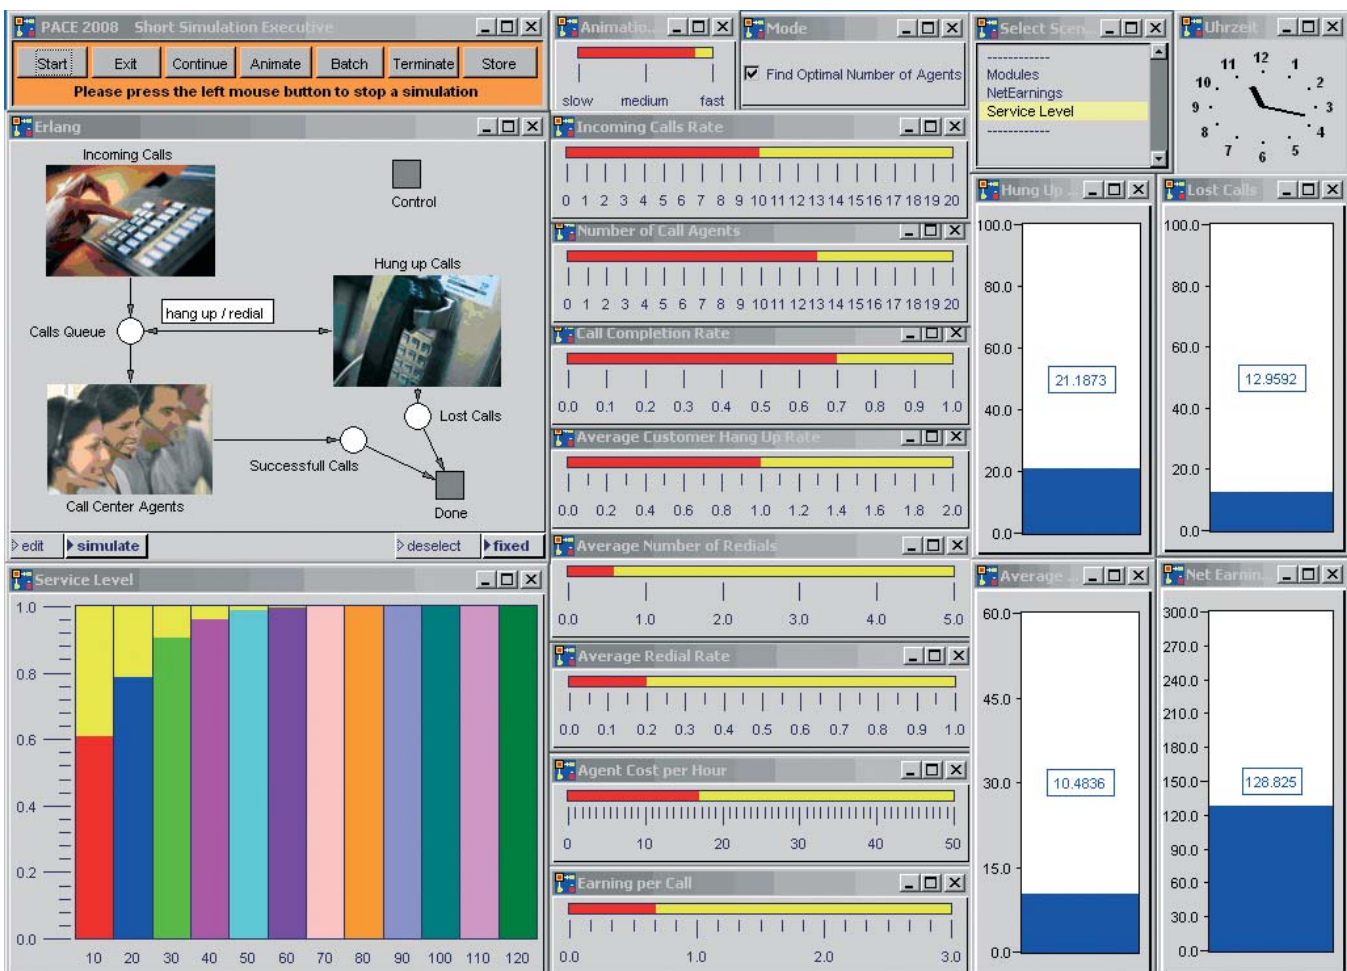 PACE 2008 Short Simulation Executive
Start Exit Continue Animate Batch Terminate Store
Please press the left mouse button to stop a simulation
Animatio...
slow medium fast
Mode
Find Optimal Number of Agents
Select Scen...
------------
Modules
NetEarnings
Service Level
------------
Uhrzeit
12
11 1
10 2
9 3
8 4
7 5
6
Erlang
Incoming Calls
Control
Hung up Calls
hang up / redial
Calls Queue
Lost Calls
Successfull Calls
Call Center Agents
Done
edit simulate deselect fixed
Incoming Calls Rate
0 1 2 3 4 5 6 7 8 9 10 11 12 13 14 15 16 17 18 19 20
Number of Call Agents
0 1 2 3 4 5 6 7 8 9 10 11 12 13 14 15 16 17 18 19 20
Call Completion Rate
0.0 0.1 0.2 0.3 0.4 0.5 0.6 0.7 0.8 0.9 1.0
Average Customer Hang Up Rate
0.0 0.2 0.4 0.6 0.8 1.0 1.2 1.4 1.6 1.8 2.0
Average Number of Redials
0.0 1.0 2.0 3.0 4.0 5.0
Average Redial Rate
0.0 0.1 0.2 0.3 0.4 0.5 0.6 0.7 0.8 0.9 1.0
Agent Cost per Hour
0 10 20 30 40 50
Earning per Call
0.0 1.0 2.0 3.0
Hung Up ...
100.0
80.0
60.0
21.1873
40.0
20.0
0.0
Lost Calls
100.0
80.0
60.0
12.9592
40.0
20.0
0.0
Service Level
1.0
0.8
0.6
0.4
0.2
0.0
10 20 30 40 50 60 70 80 90 100 110 120
Average ...
60.0
45.0
30.0
10.4836
15.0
0.0
Net Earnin...
300.0
270.0
240.0
210.0
180.0
150.0
128.825
120.0
90.0
60.0
30.0
0.0